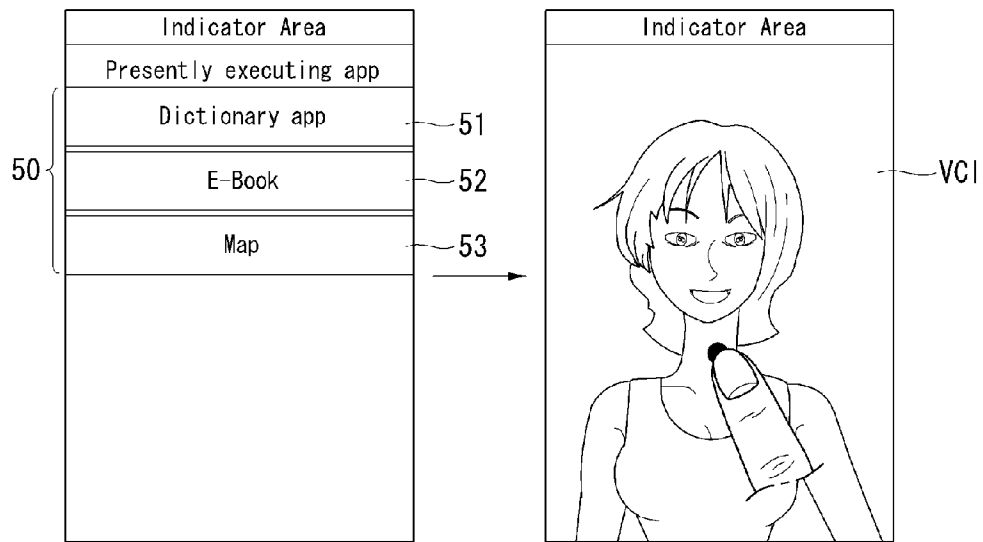 Indicator Area
Presently executing app
Dictionary app
51
50
E-Book
52
Map
53
Indicator Area
VCI